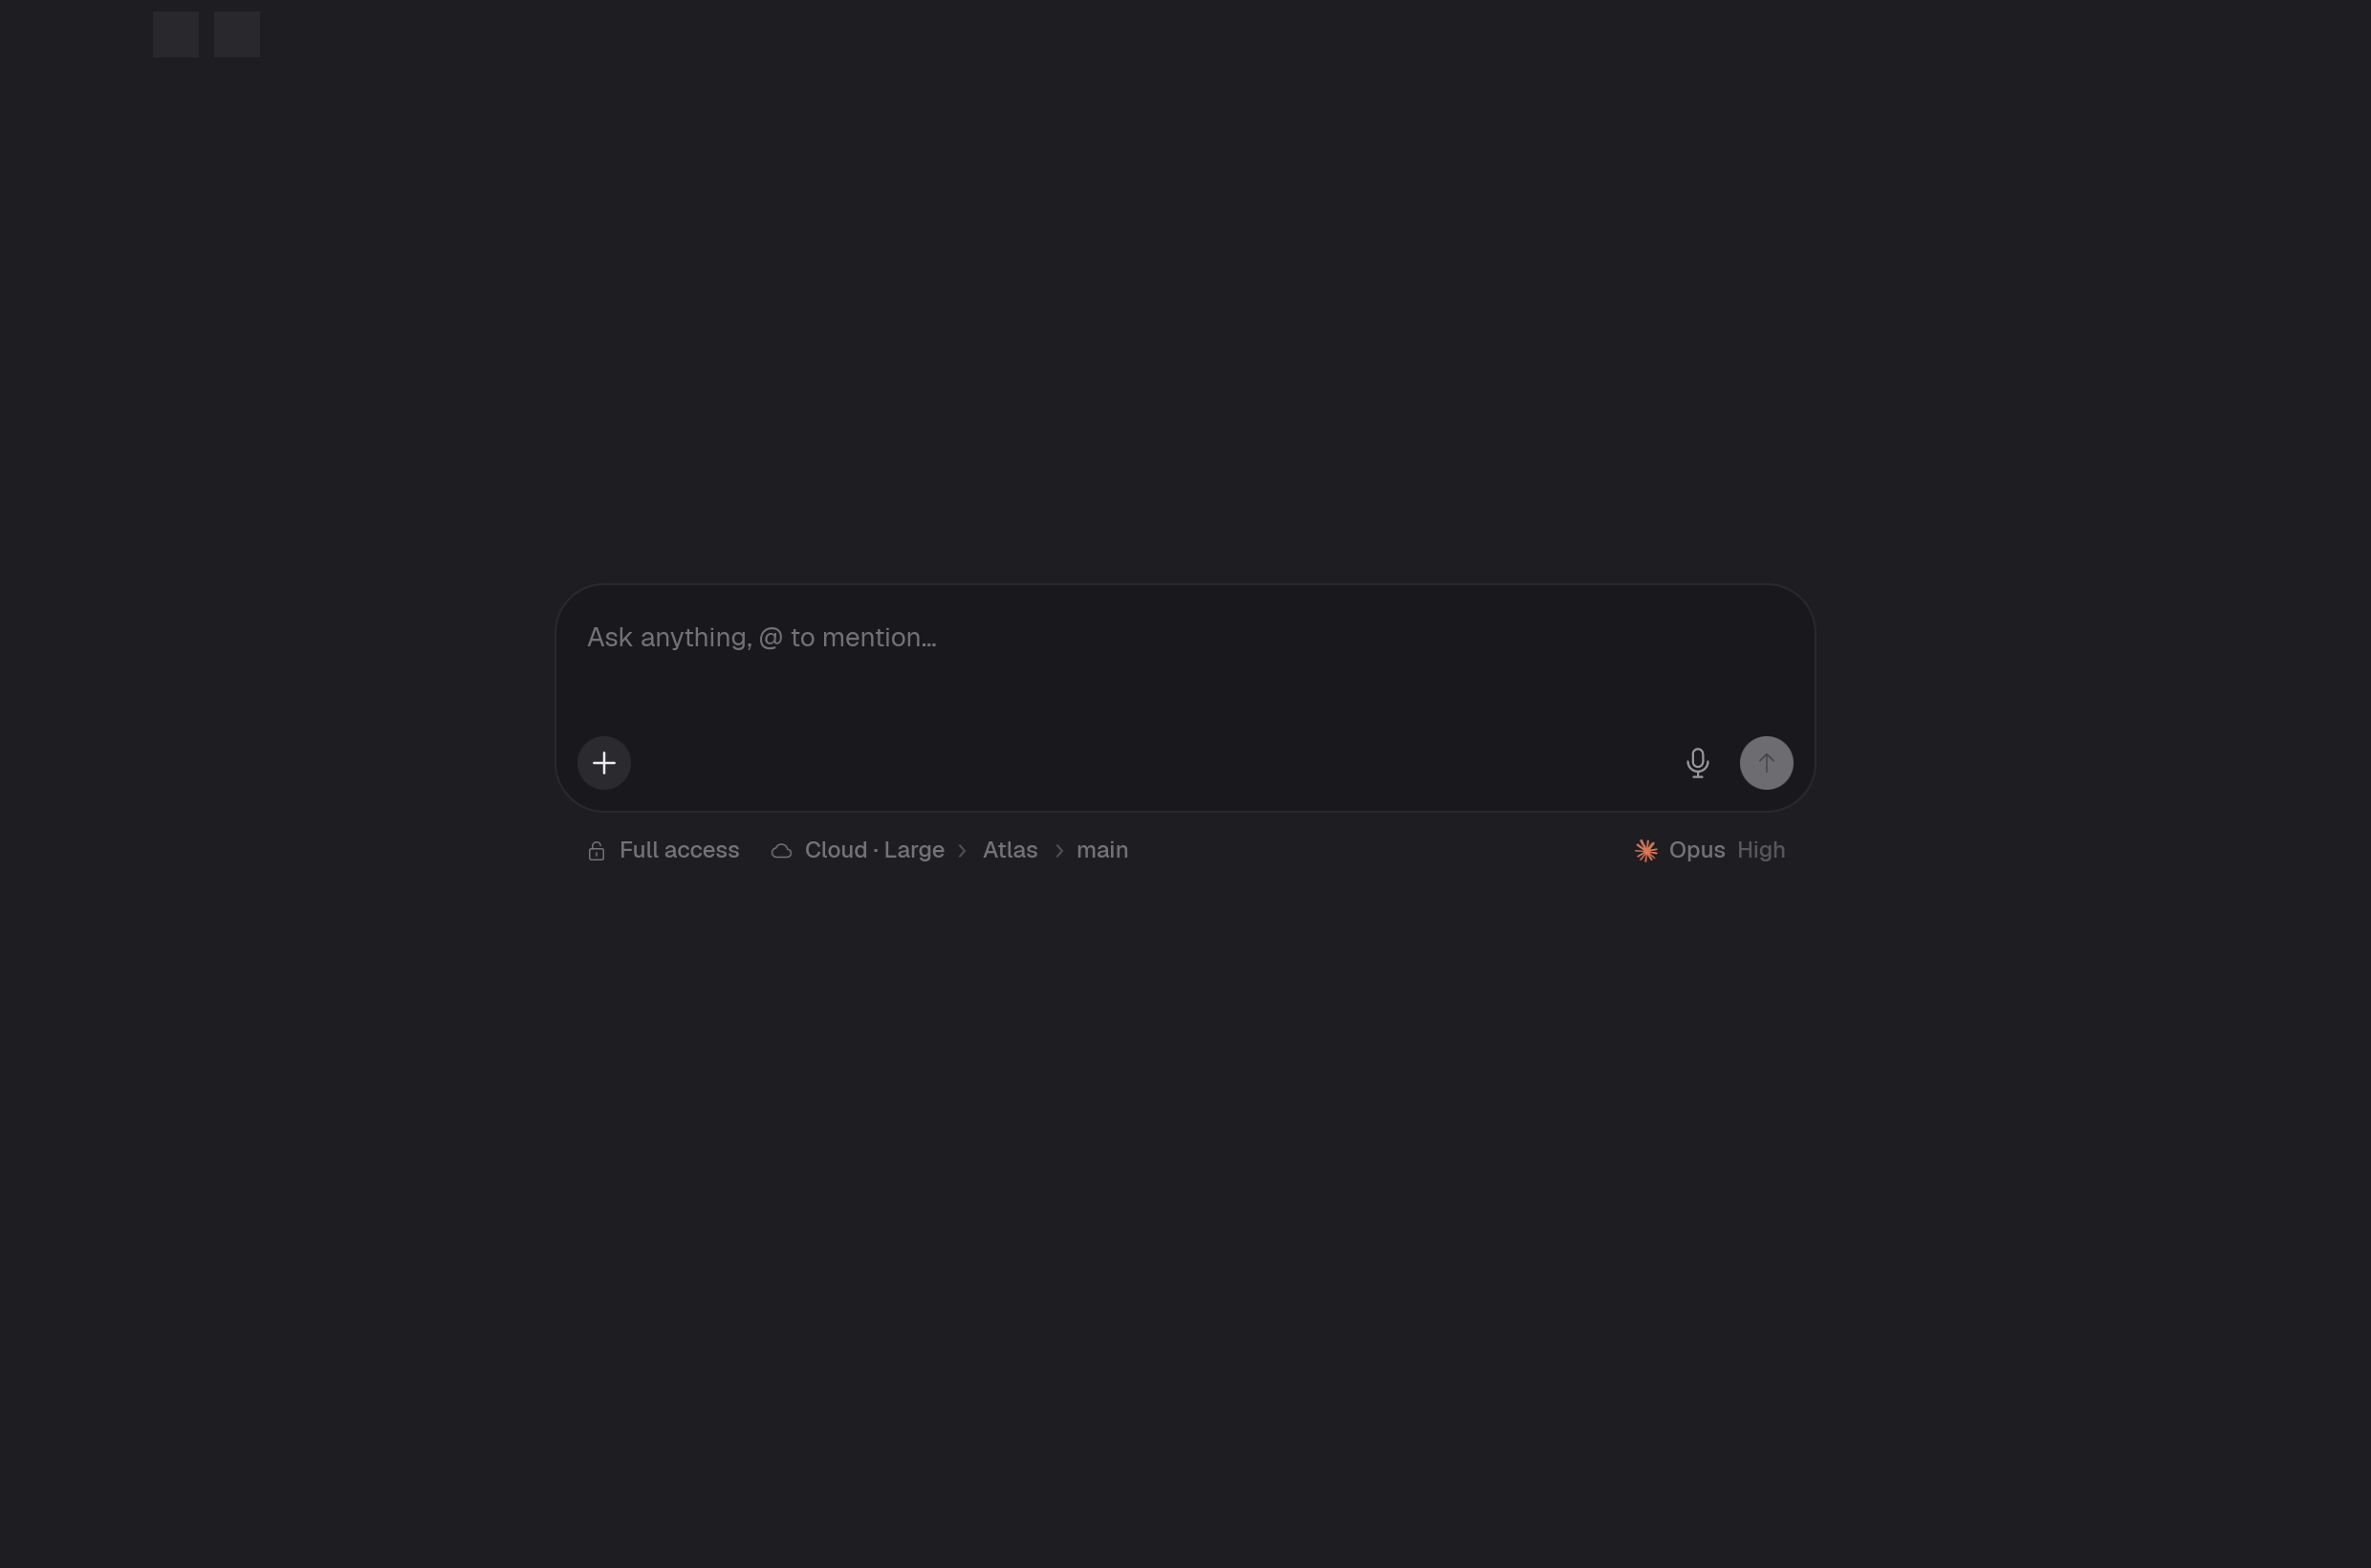 Ask anything, @ to mention...
Full access Cloud · Large Atlas main Opus High